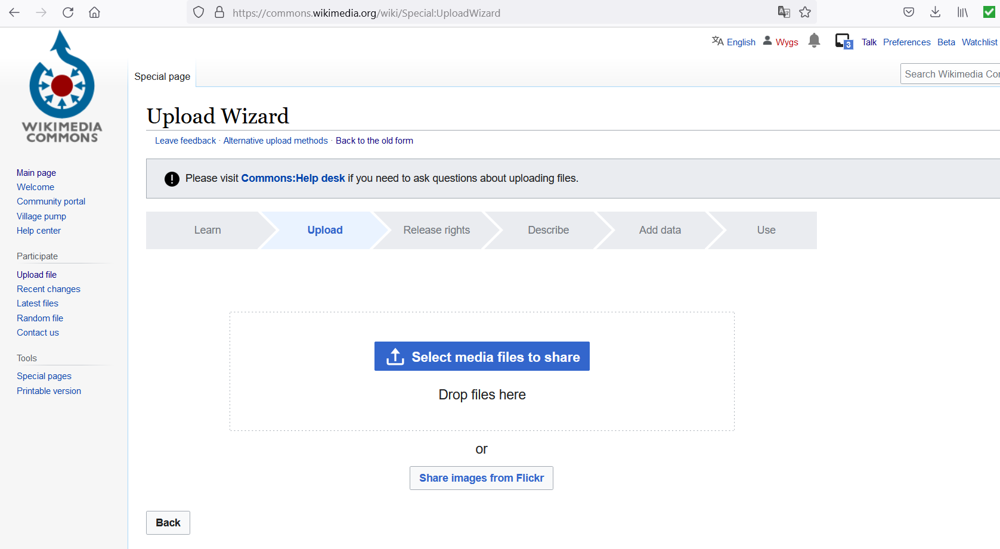 https://commons.wikimedia.org/wiki/Special:UploadWizard
English Wygs 3 Talk Preferences Beta Watchlist
WIKIMEDIA
COMMONS
Special page
Search Wikimedia Co
Upload Wizard
Leave feedback · Alternative upload methods · Back to the old form
Please visit Commons:Help desk if you need to ask questions about uploading files.
Main page
Welcome
Community portal
Village pump
Help center
Participate
Upload file
Recent changes
Latest files
Random file
Contact us
Tools
Special pages
Printable version
Learn Upload Release rights Describe Add data Use
Select media files to share
Drop files here
or
Share images from Flickr
Back